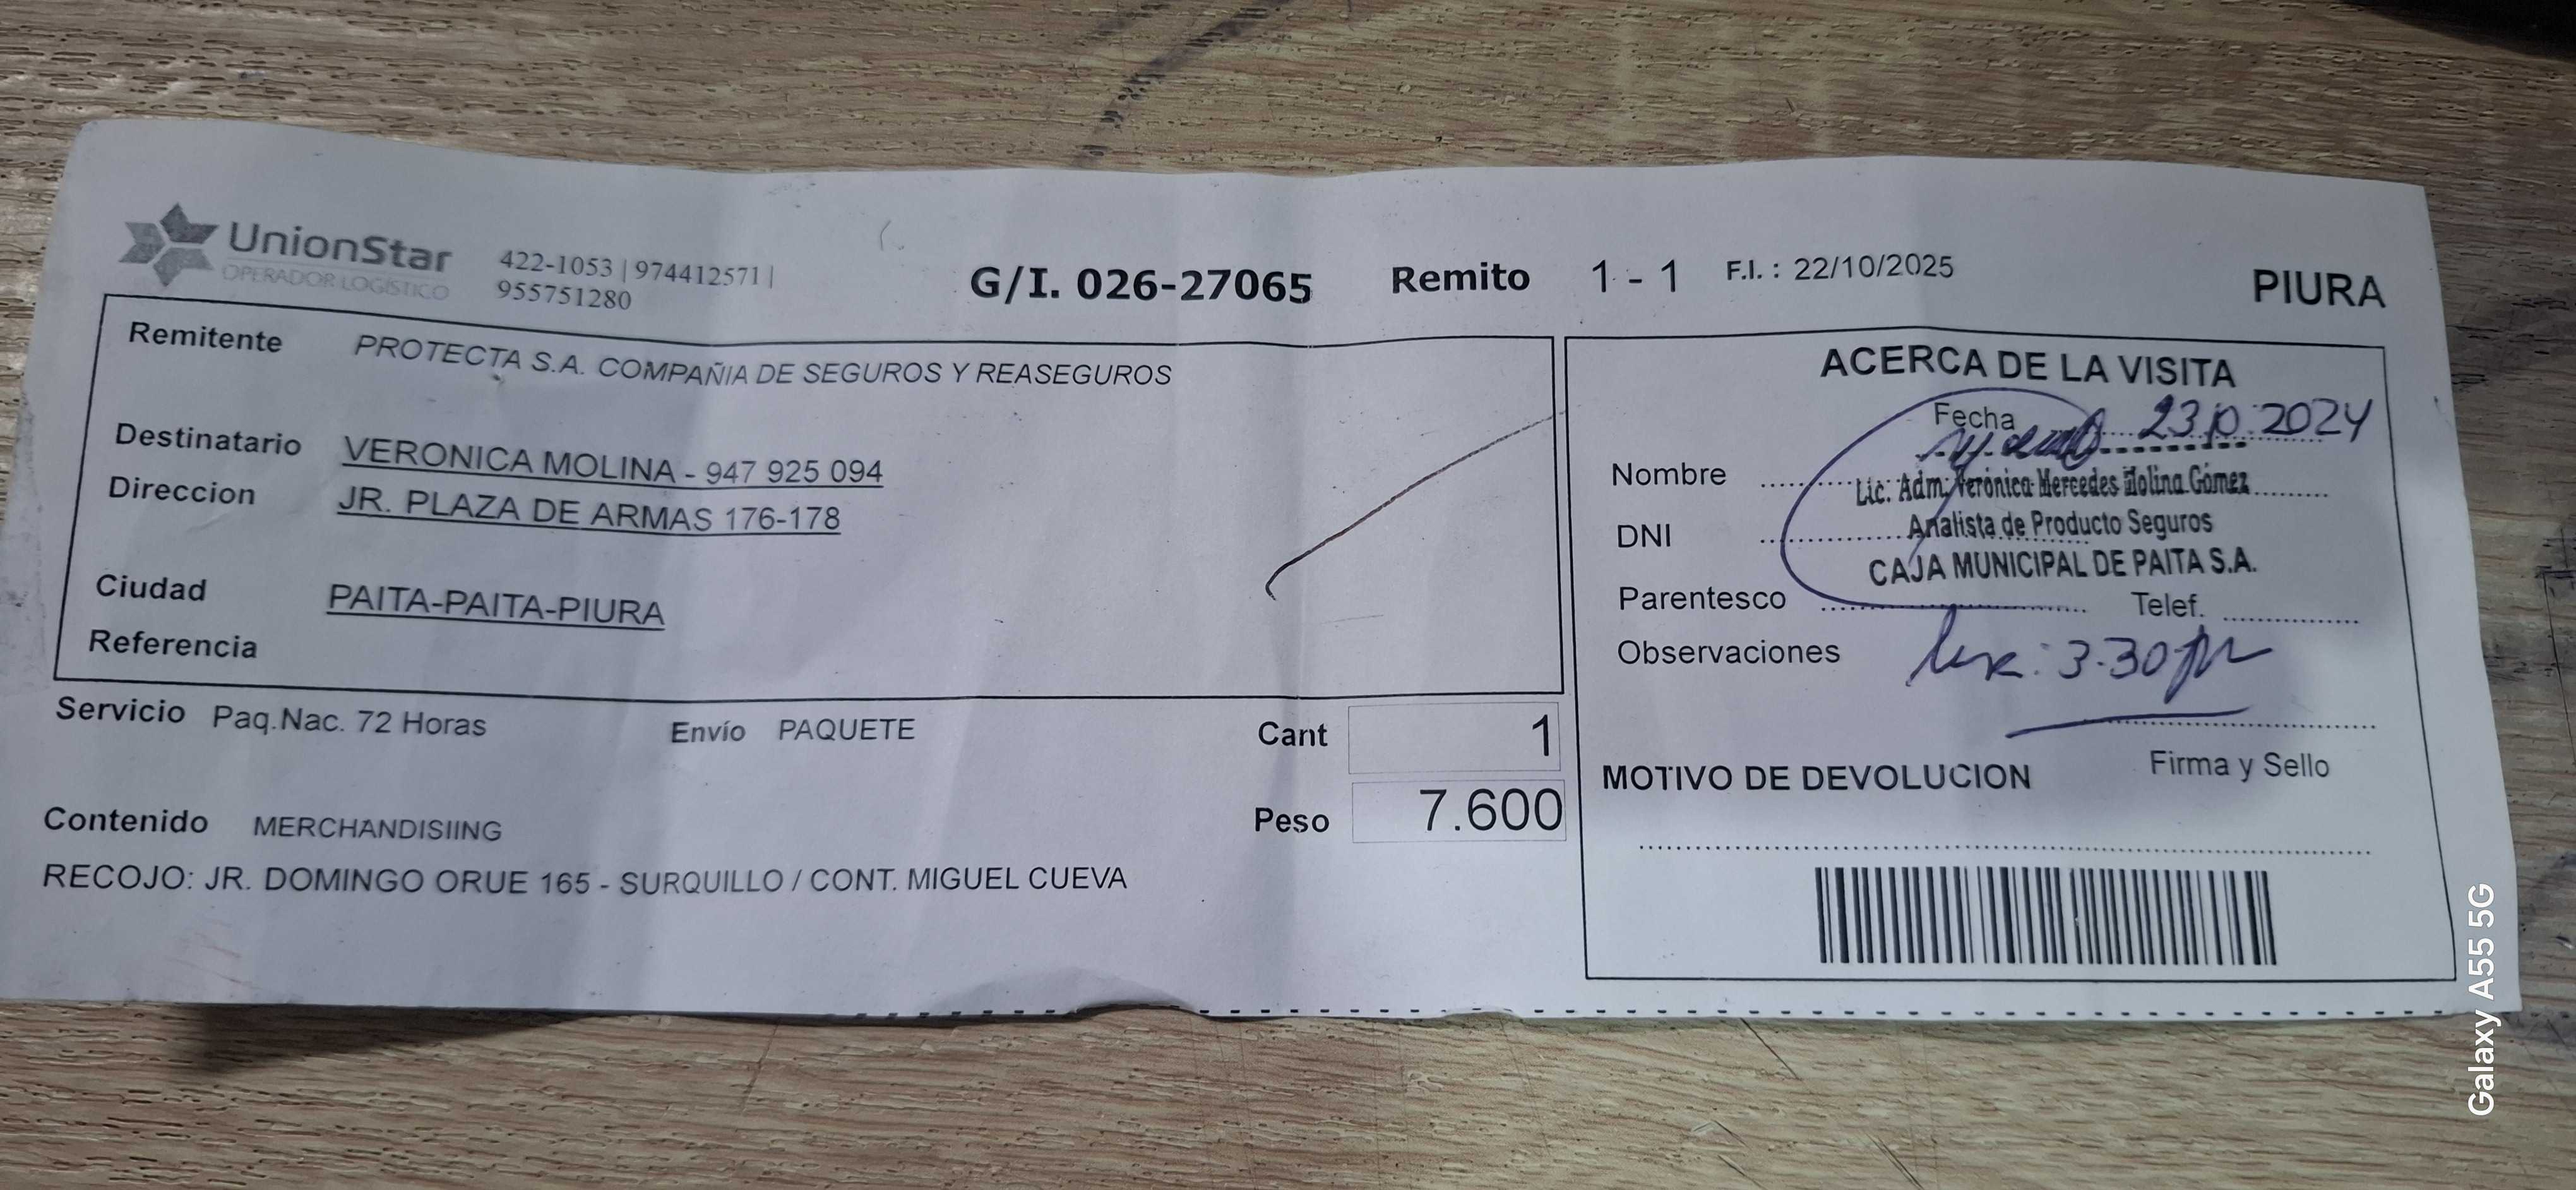 UnionStar
OPERADOR LOGÍSTICO
422-1053 | 974412571 |
955751280
G/I. 026-27065 Remito 1 - 1 F.I. : 22/10/2025
PIURA
Remitente PROTECTA S.A. COMPAÑIA DE SEGUROS Y REASEGUROS
Destinatario VERONICA MOLINA - 947 925 094
Direccion JR. PLAZA DE ARMAS 176-178
Ciudad PAITA-PAITA-PIURA
Referencia
Servicio Paq.Nac. 72 Horas Envío PAQUETE Cant 1
Peso 7.600
Contenido MERCHANDISIING
RECOJO: JR. DOMINGO ORUE 165 - SURQUILLO / CONT. MIGUEL CUEVA
ACERCA DE LA VISITA
Fecha 23.10.2024
Nombre Lic. Adm. Verónica Mercedes Molina Gómez
DNI Analista de Producto Seguros
CAJA MUNICIPAL DE PAITA S.A.
Parentesco Telef.
Observaciones 3.30 pm
Firma y Sello
MOTIVO DE DEVOLUCION
Galaxy A55 5G